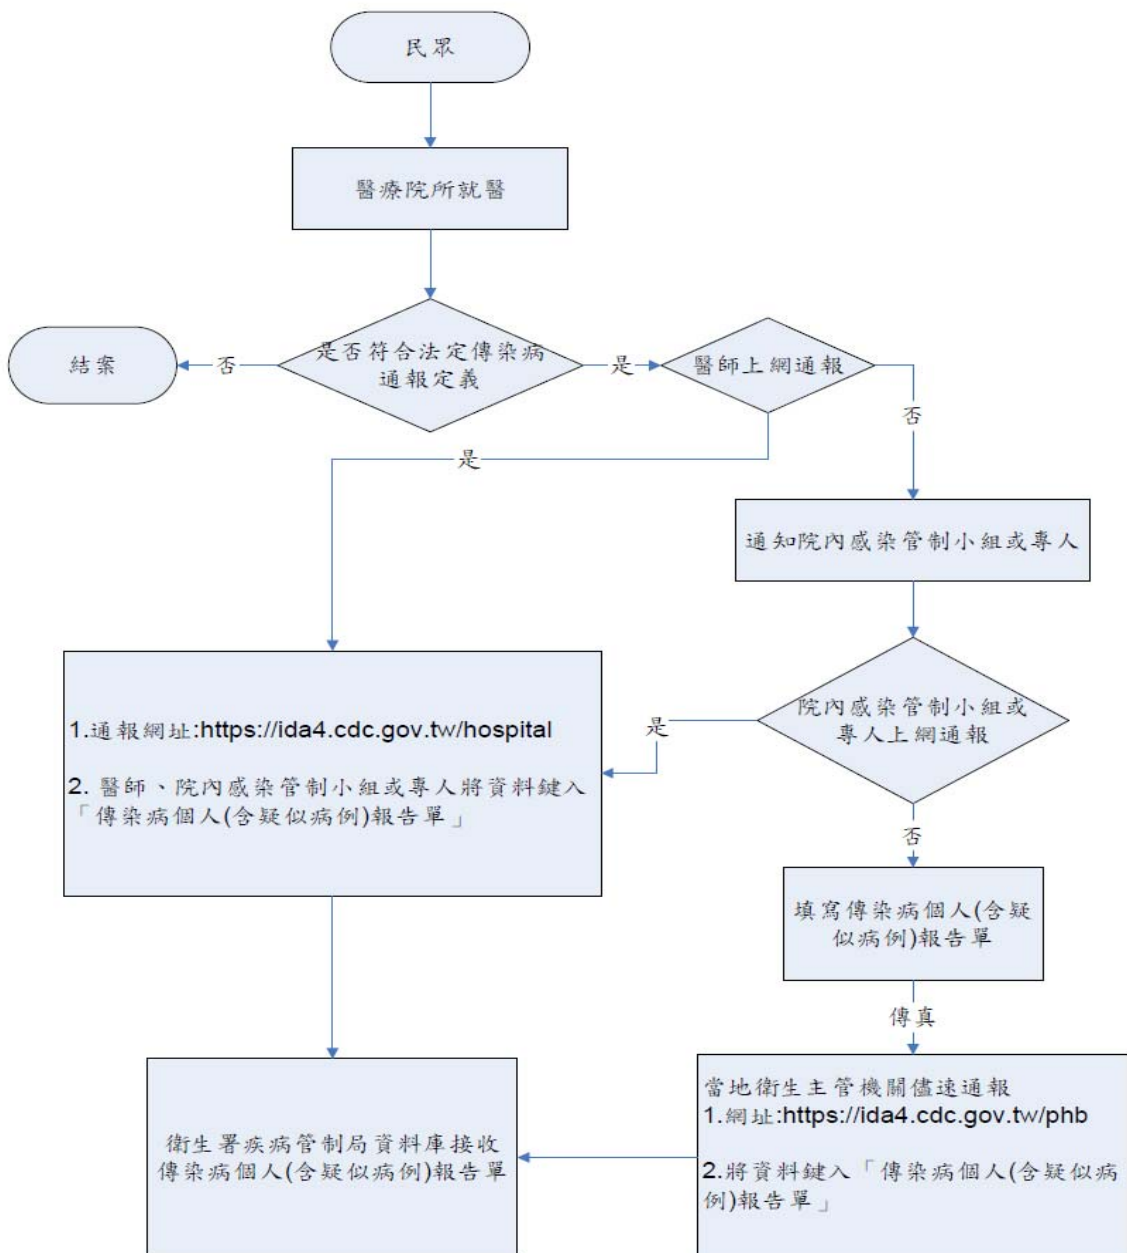 民眾
醫療院所就醫
是否符合法定傳染病
通報定義
否
結案
是
醫師上網通報
否
是
通知院內感染管制小組或專人
院內感染管制小組或
專人上網通報
是
1.通報網址:https://ida4.cdc.gov.tw/hospital
2. 醫師、院內感染管制小組或專人將資料鍵入
「傳染病個人(含疑似病例)報告單」
否
填寫傳染病個人(含疑
似病例)報告單
傳真
當地衛生主管機關儘速通報
1.網址:https://ida4.cdc.gov.tw/phb
2.將資料鍵入「傳染病個人(含疑似病
例)報告單」
衛生署疾病管制局資料庫接收
傳染病個人(含疑似病例)報告單